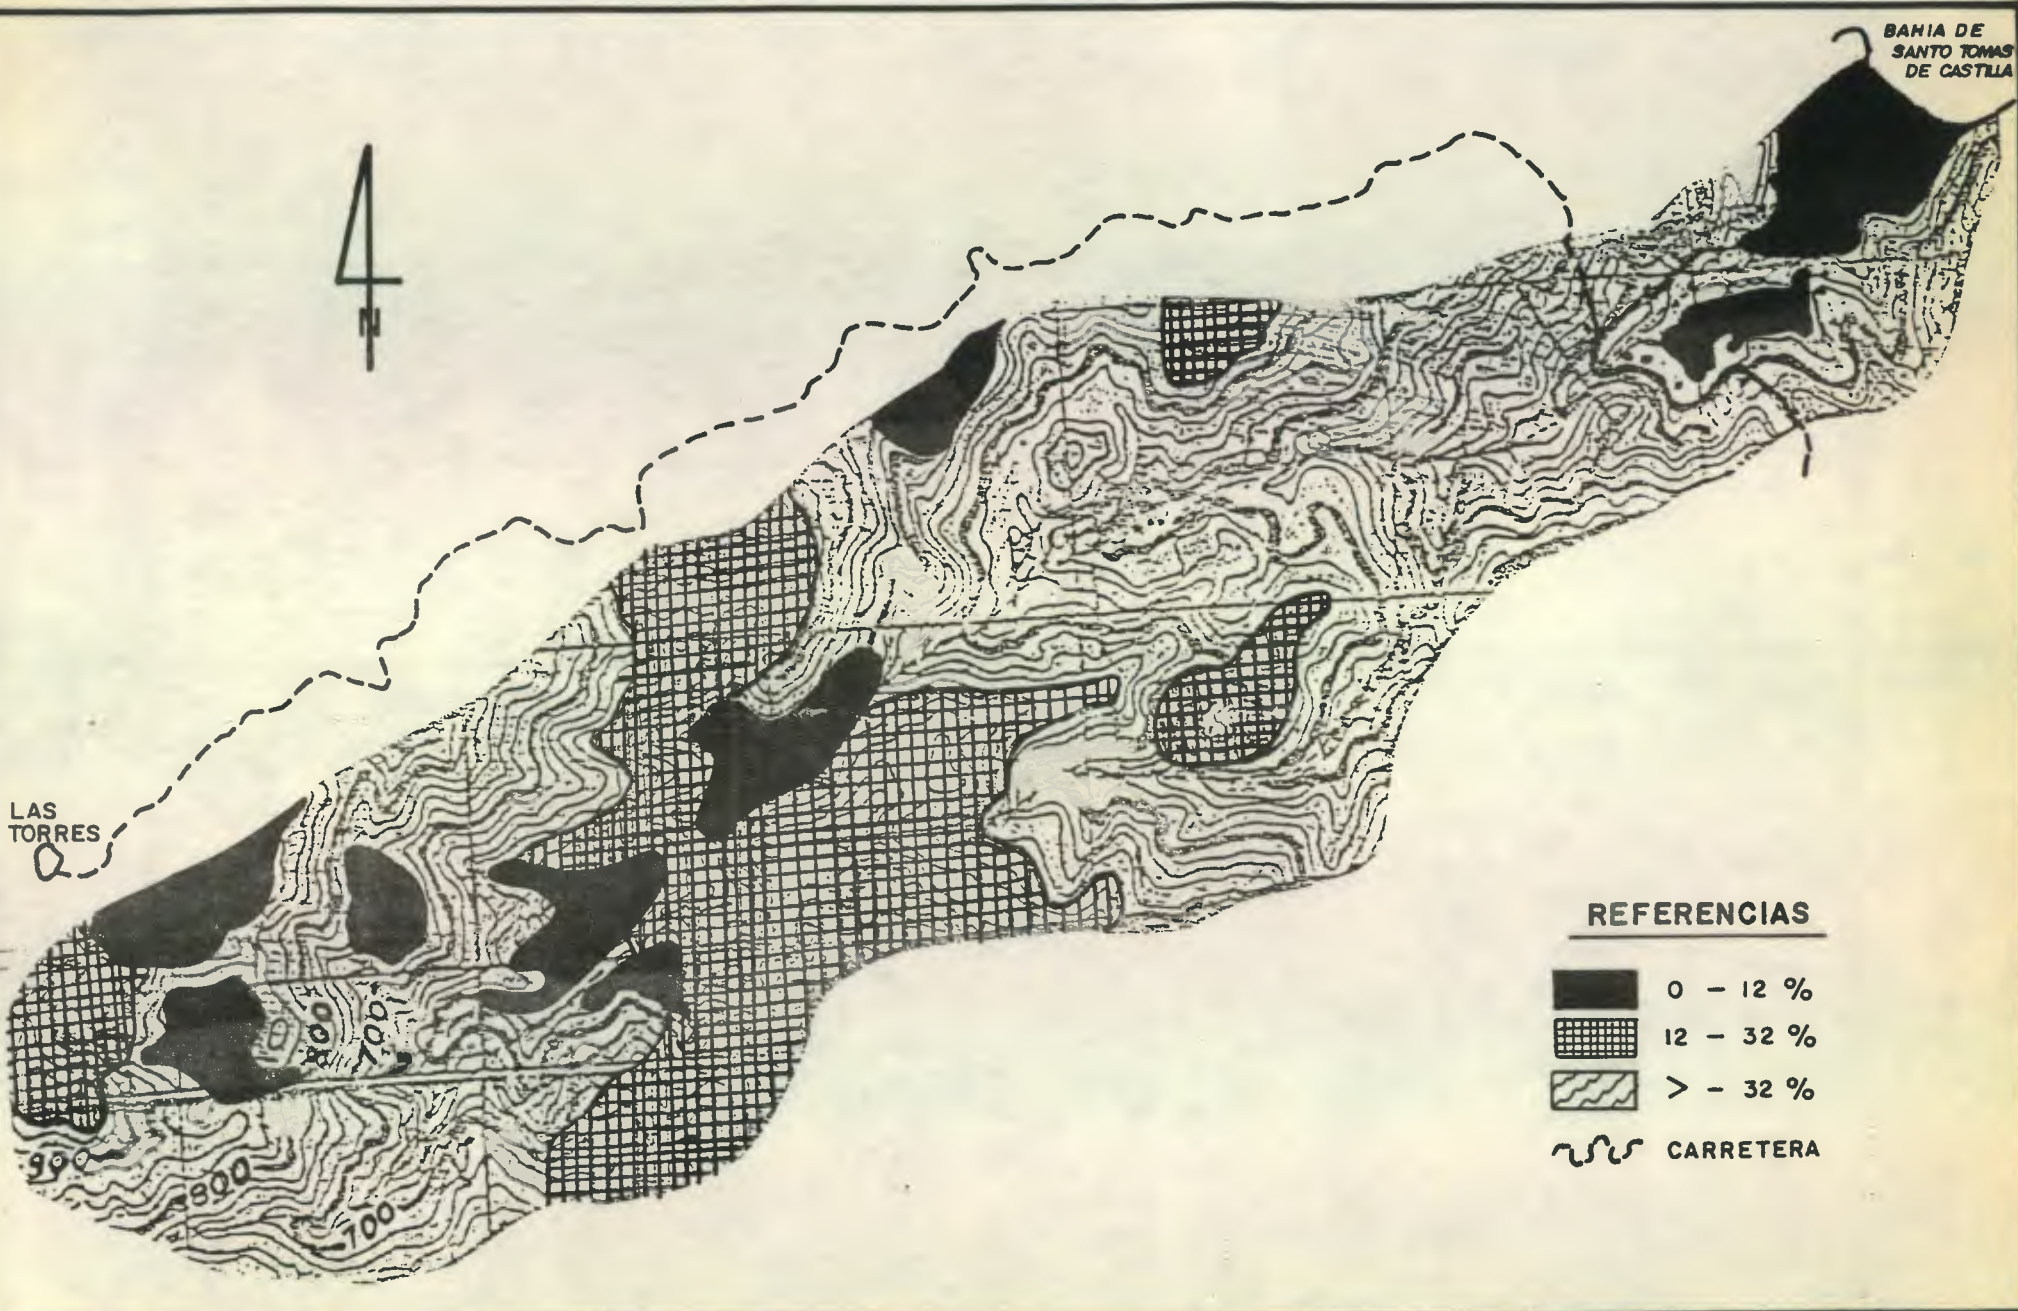 BAHIA DE
SANTO TOMAS
DE CASTILLA
N
LAS
TORRES
800
700
900
800
700
REFERENCIAS
0 - 12 %
12 - 32 %
> - 32 %
CARRETERA